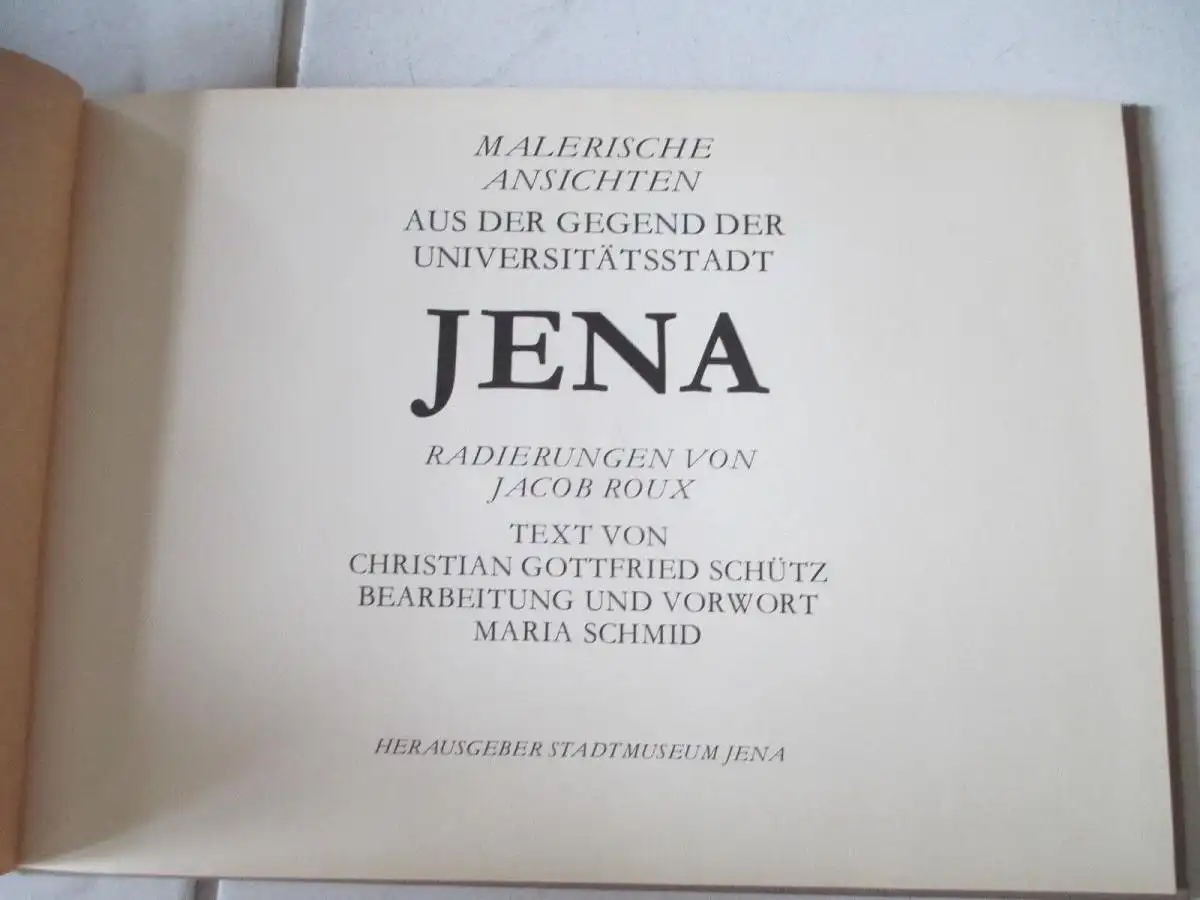 MALERISCHE
ANSICHTEN
AUS DER GEGEND DER
UNIVERSITÄTSSTADT
JENA
RADIERUNGEN VON
JACOB ROUX
TEXT VON
CHRISTIAN GOTTFRIED SCHÜTZ
BEARBEITUNG UND VORWORT
MARIA SCHMID
HERAUSGEBER STADTMUSEUM JENA